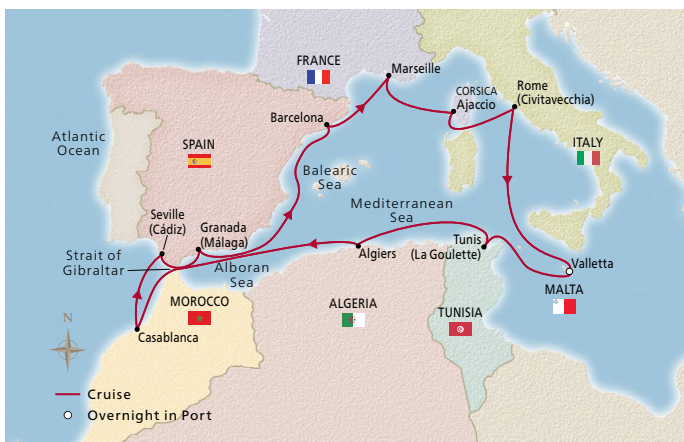 FRANCE
Marseille
CORSICA
Ajaccio
Rome
(Civitavecchia)
Barcelona
Atlantic
Ocean
SPAIN
ITALY
Balearic
Sea
Mediterranean
Sea
Seville
(Cádiz)
Granada
(Málaga)
Strait of
Gibraltar
Alboran
Sea
Algiers
Tunis
(La Goulette)
Valletta
MALTA
MOROCCO
ALGERIA
TUNISIA
N
Casablanca
Cruise
Overnight in Port